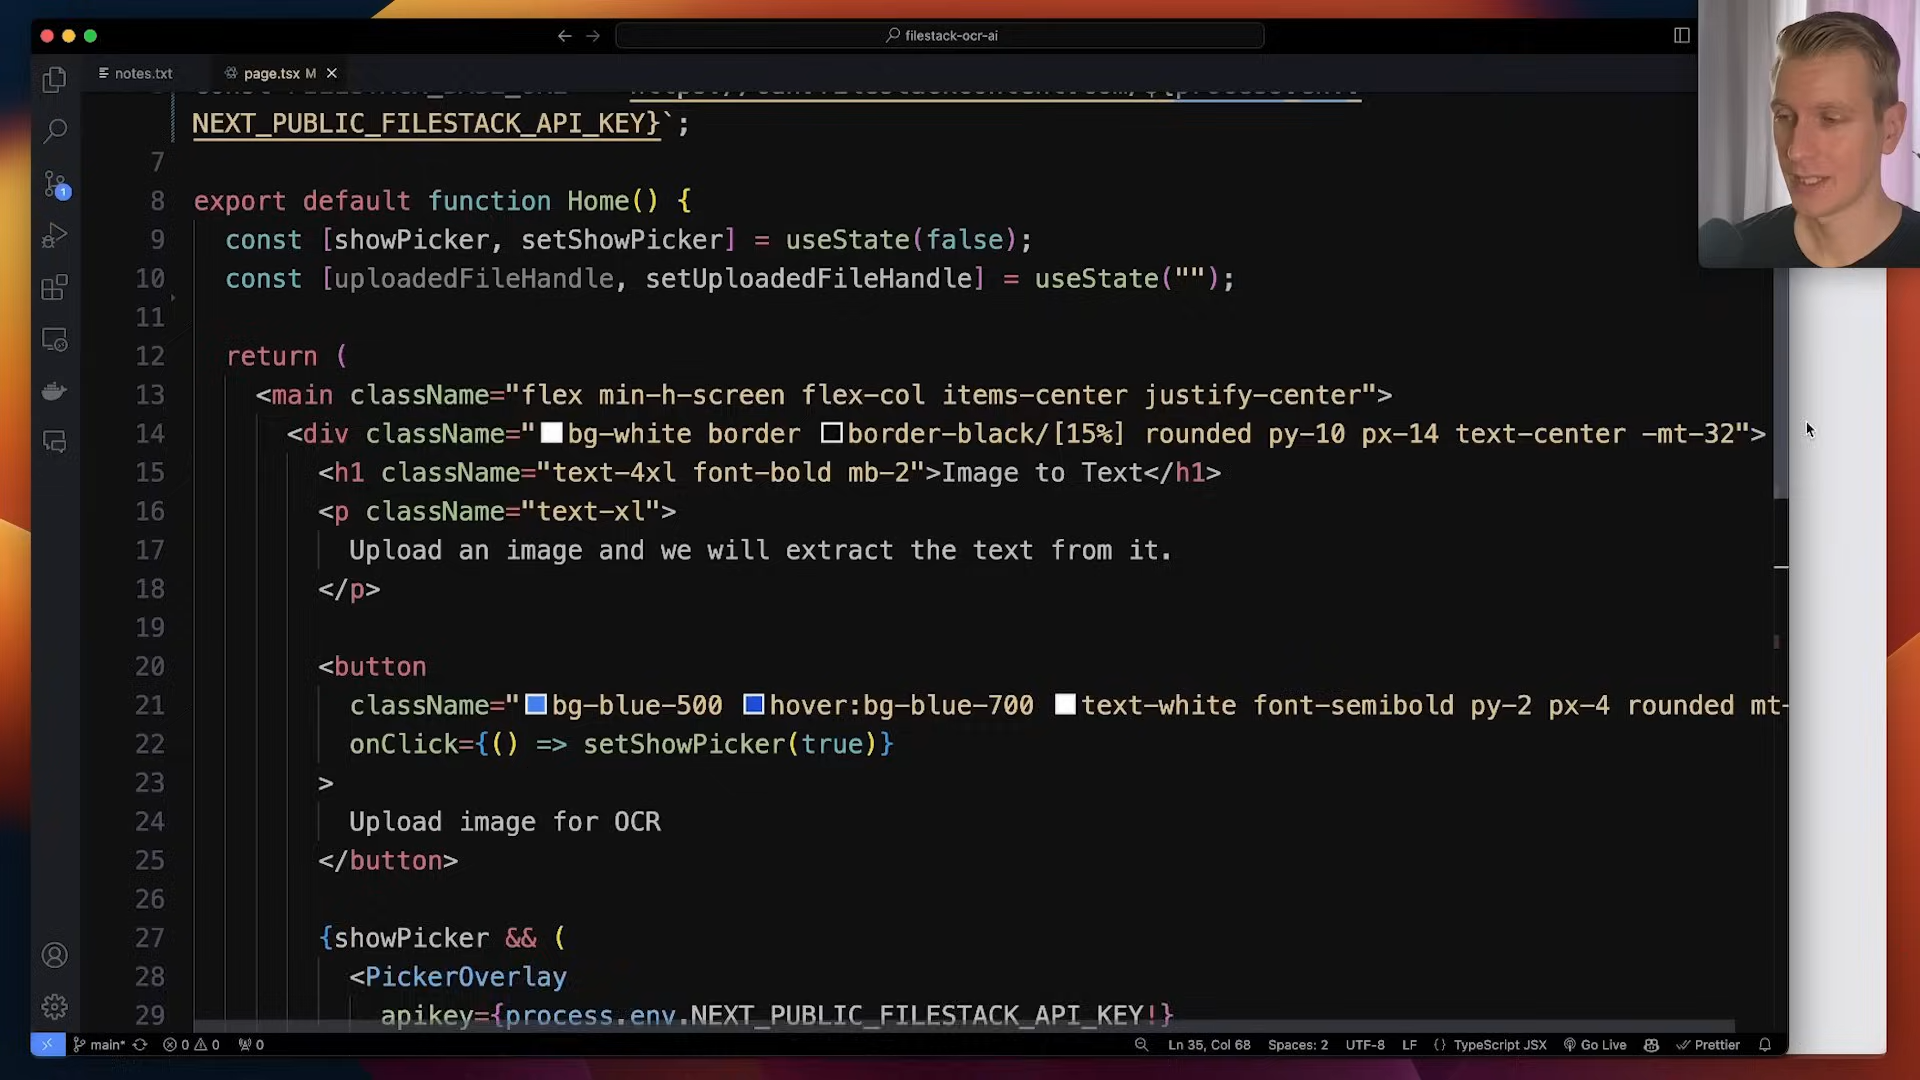 filestack-ocr-ai
notes.txt
page.tsx M
NEXT_PUBLIC_FILESTACK_API_KEY}`;
7
8 export default function Home() {
9 const [showPicker, setShowPicker] = useState(false);
10 const [uploadedFileHandle, setUploadedFileHandle] = useState("");
11
12 return (
13 <main className="flex min-h-screen flex-col items-center justify-center">
14 <div className="bg-white border border-black/[15%] rounded py-10 px-14 text-center -mt-32">
15 <h1 className="text-4xl font-bold mb-2">Image to Text</h1>
16 <p className="text-xl">
17 Upload an image and we will extract the text from it.
18 </p>
19
20 <button
21 className="bg-blue-500 hover:bg-blue-700 text-white font-semibold py-2 px-4 rounded mt-
22 onClick={() => setShowPicker(true)}
23 >
24 Upload image for OCR
25 </button>
26
27 {showPicker && (
28 <PickerOverlay
29 apikey={process.env.NEXT_PUBLIC_FILESTACK_API_KEY!}
1
main* 0 0 0 Ln 35, Col 68 Spaces: 2 UTF-8 LF {} TypeScript JSX Go Live Prettier